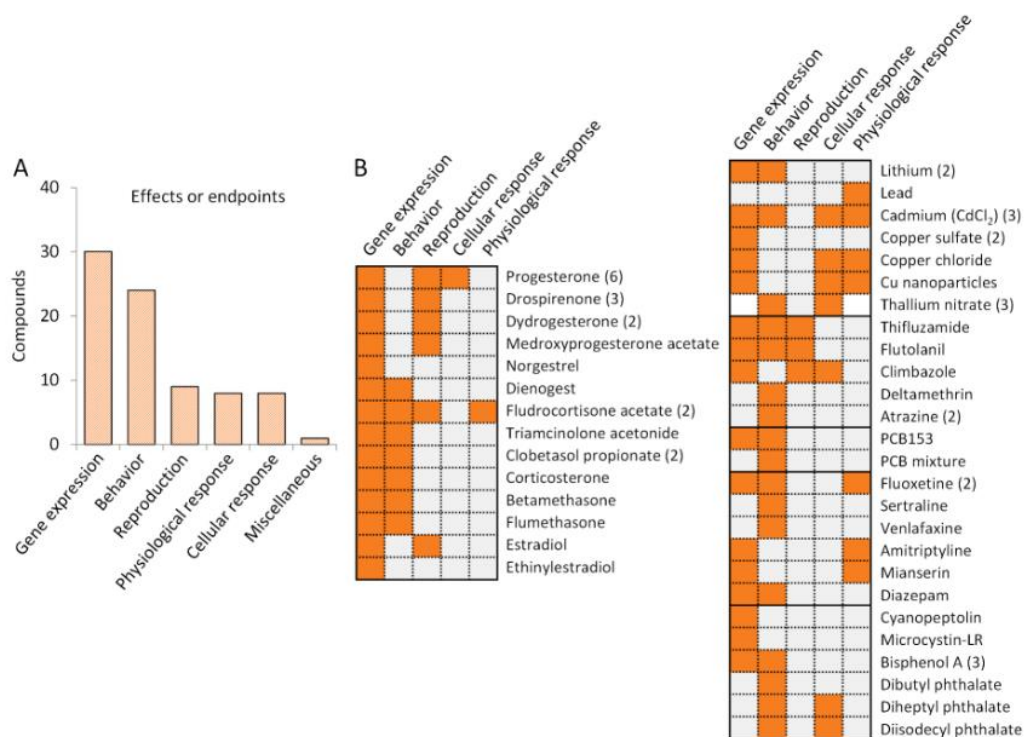 A
Effects or endpoints
Compounds
40
30
20
10
0
Gene expression
Behavior
Reproduction
Physiological response
Cellular response
Miscellaneous
B
Gene expression
Behavior
Reproduction
Cellular response
Physiological response
Progesterone (6)
Drospirenone (3)
Dydrogesterone (2)
Medroxyprogesterone acetate
Norgestrel
Dienogest
Fludrocortisone acetate (2)
Triamcinolone acetonide
Clobetasol propionate (2)
Corticosterone
Betamethasone
Flumethasone
Estradiol
Ethinylestradiol
Gene expression
Behavior
Reproduction
Cellular response
Physiological response
Lithium (2)
Lead
Cadmium (CdCl₂) (3)
Copper sulfate (2)
Copper chloride
Cu nanoparticles
Thallium nitrate (3)
Thifluzamide
Flutolanil
Climbazole
Deltamethrin
Atrazine (2)
PCB153
PCB mixture
Fluoxetine (2)
Sertraline
Venlafaxine
Amitriptyline
Mianserin
Diazepam
Cyanopeptolin
Microcystin-LR
Bisphenol A (3)
Dibutyl phthalate
Diheptyl phthalate
Diisodecyl phthalate